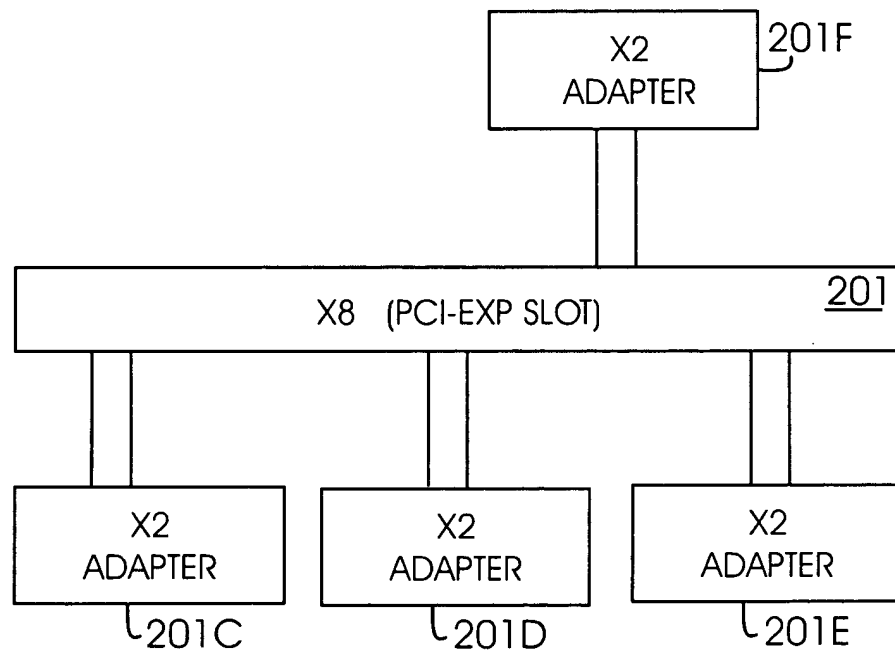 X2
ADAPTER
201F
X8 (PCI-EXP SLOT)
201
X2
ADAPTER
X2
ADAPTER
X2
ADAPTER
201C
201D
201E